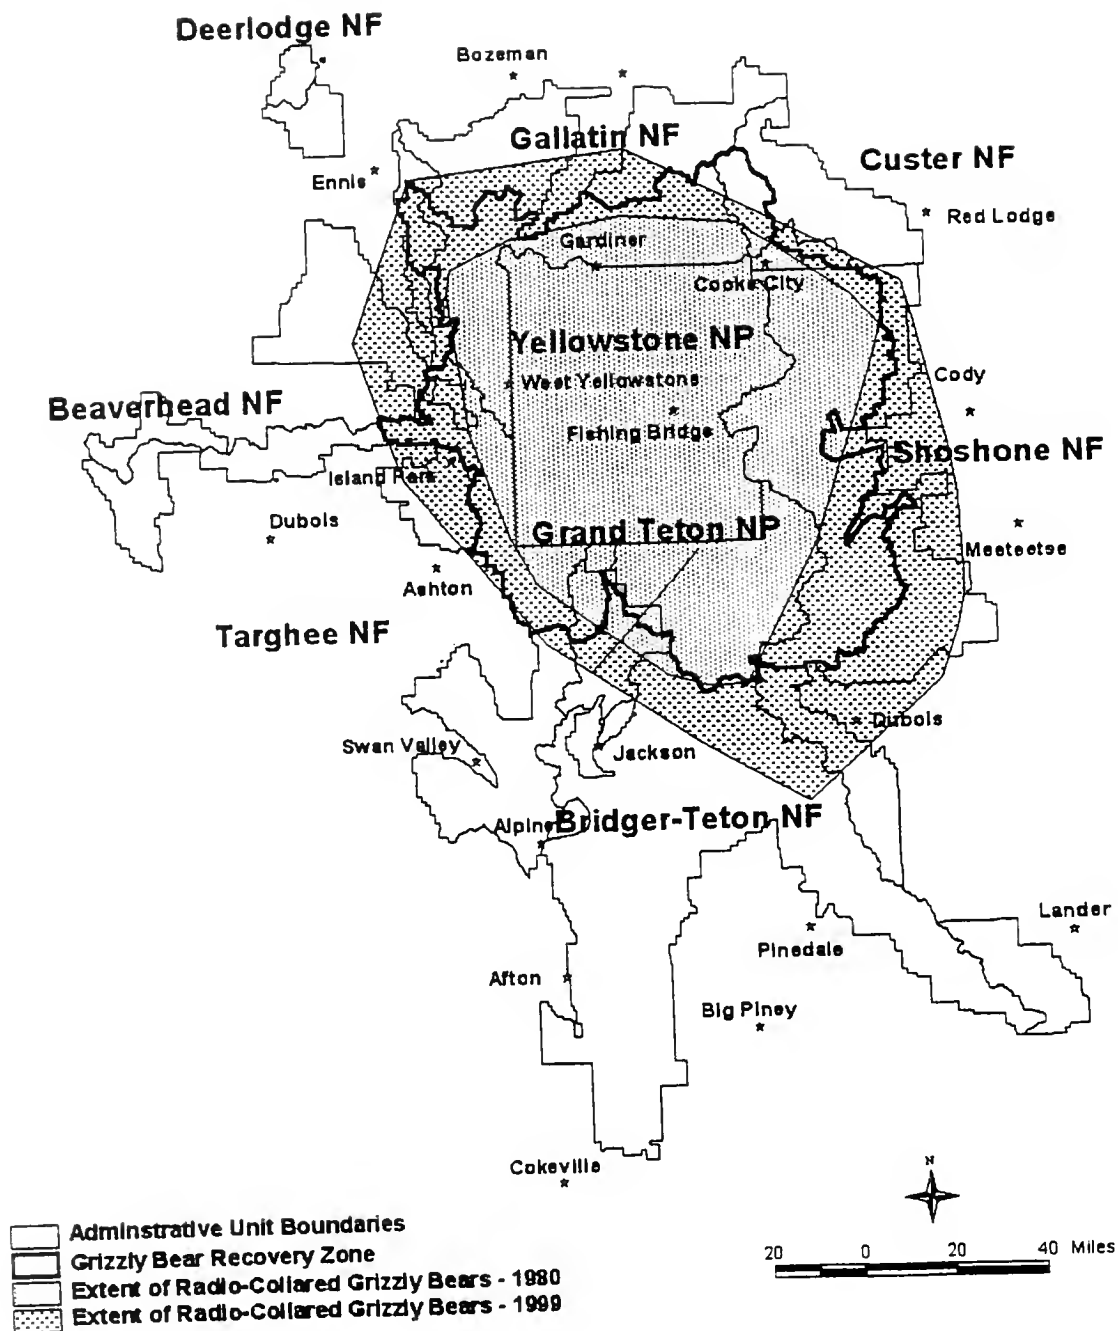 Deerlodge NF
Bozeman
Gallatin NF
Custer NF
Ennis
Red Lodge
Gardiner
Cooke City
Yellowstone NP
West Yellowstone
Cody
Beaverhead NF
Fishing Bridge
Shoshone NF
Island Park
Dubois
Grand Teton NP
Meeteetse
Ashton
Targhee NF
Dubois
Swan Valley
Jackson
Alpine
Bridger-Teton NF
Lander
Pinedale
Afton
Big Piney
Cokeville
N
Adminstrative Unit Boundaries
Grizzly Bear Recovery Zone
Extent of Radio-Collared Grizzly Bears - 1980
Extent of Radio-Collared Grizzly Bears - 1999
20 0 20 40 Miles